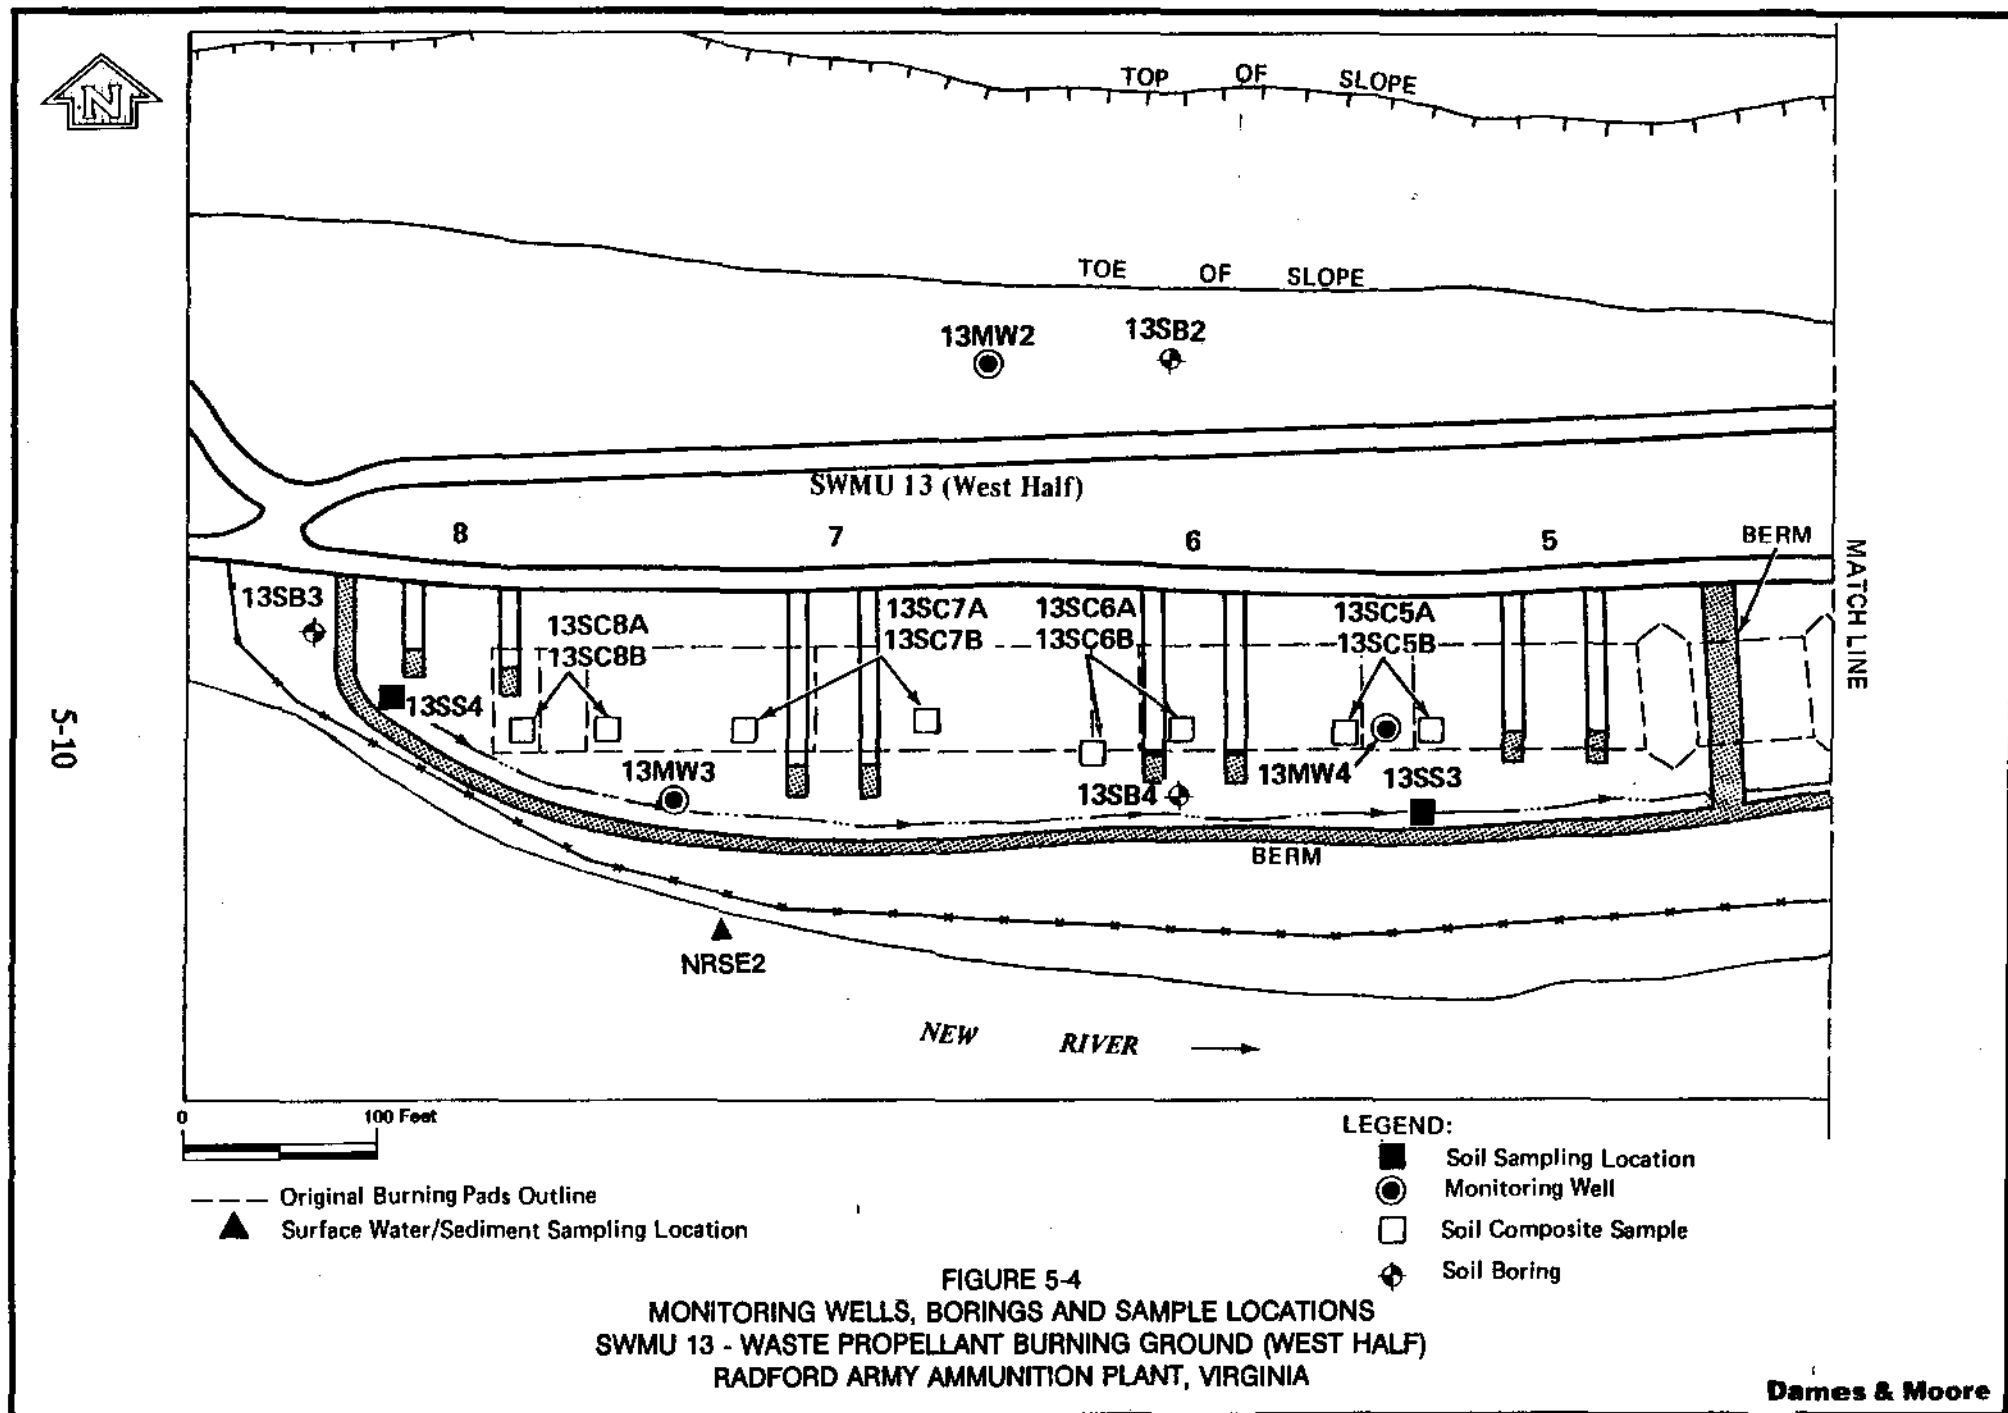 N
TOP OF SLOPE
TOE OF SLOPE
13MW2
13SB2
SWMU 13 (West Half)
8
7
6
5
BERM
MATCH LINE
13SB3
13SC8A
13SC8B
13SC7A
13SC7B
13SC6A
13SC6B
13SC5A
13SC5B
13SS4
13MW3
13SB4
13MW4
13SS3
BERM
NRSE2
NEW RIVER
5-10
0 100 Feet
Original Burning Pads Outline
Surface Water/Sediment Sampling Location
LEGEND:
Soil Sampling Location
Monitoring Well
Soil Composite Sample
Soil Boring
FIGURE 5-4
MONITORING WELLS, BORINGS AND SAMPLE LOCATIONS
SWMU 13 - WASTE PROPELLANT BURNING GROUND (WEST HALF)
RADFORD ARMY AMMUNITION PLANT, VIRGINIA
Dames & Moore